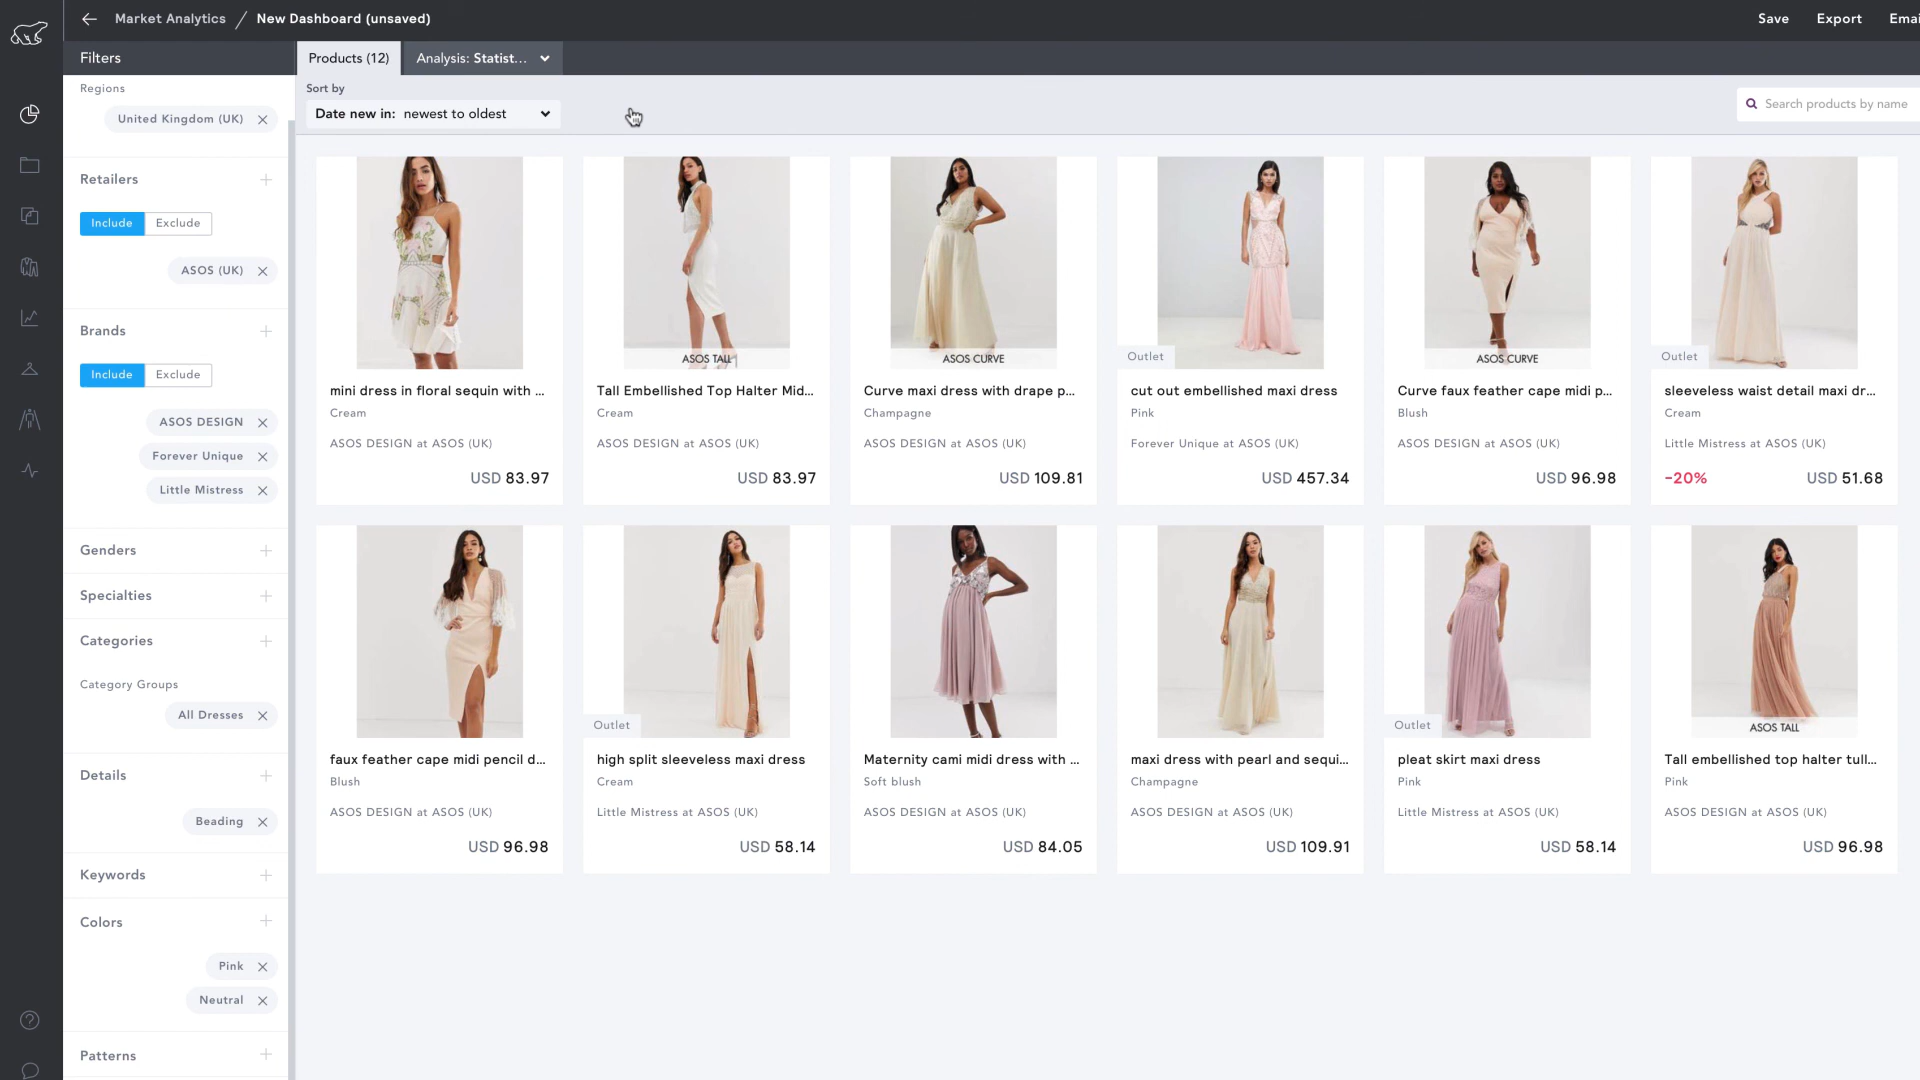 Market Analytics / New Dashboard (unsaved)
Save Export Emai
Filters
Products (12) Analysis: Statist...
Regions
United Kingdom (UK)
Retailers
Include Exclude
ASOS (UK)
Brands
Include Exclude
ASOS DESIGN
Forever Unique
Little Mistress
Genders
Specialties
Categories
Category Groups
All Dresses
Details
Beading
Keywords
Colors
Pink
Neutral
Patterns
Sort by
Date new in: newest to oldest
Search products by name
mini dress in floral sequin with ...
Cream
ASOS DESIGN at ASOS (UK)
USD 83.97
ASOS TALL
Tall Embellished Top Halter Mid...
Cream
ASOS DESIGN at ASOS (UK)
USD 83.97
ASOS CURVE
Curve maxi dress with drape p...
Champagne
ASOS DESIGN at ASOS (UK)
USD 109.81
Outlet
cut out embellished maxi dress
Pink
Forever Unique at ASOS (UK)
USD 457.34
ASOS CURVE
Curve faux feather cape midi p...
Blush
ASOS DESIGN at ASOS (UK)
USD 96.98
Outlet
sleeveless waist detail maxi dr...
Cream
Little Mistress at ASOS (UK)
-20% USD 51.68
faux feather cape midi pencil d...
Blush
ASOS DESIGN at ASOS (UK)
USD 96.98
Outlet
high split sleeveless maxi dress
Cream
Little Mistress at ASOS (UK)
USD 58.14
Maternity cami midi dress with ...
Soft blush
ASOS DESIGN at ASOS (UK)
USD 84.05
maxi dress with pearl and sequi...
Champagne
ASOS DESIGN at ASOS (UK)
USD 109.91
Outlet
pleat skirt maxi dress
Pink
Little Mistress at ASOS (UK)
USD 58.14
ASOS TALL
Tall embellished top halter tull...
Pink
ASOS DESIGN at ASOS (UK)
USD 96.98